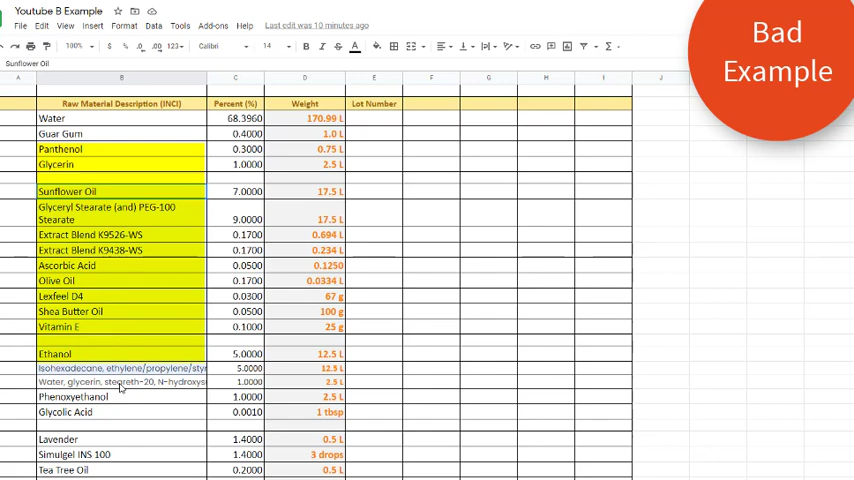 Youtube B Example
File Edit View Insert Format Data Tools Add-ons Help Last edit was 10 minutes ago
100% $ % .0 .00 123 Calibri 14 B I S A
Sunflower Oil
A B C D E F G H I J K
Raw Material Description (INCI) Percent (%) Weight Lot Number
Water 68.3960 170.99 L
Guar Gum 0.4000 1.0 L
Panthenol 0.3000 0.75 L
Glycerin 1.0000 2.5 L
Sunflower Oil 7.0000 17.5 L
Glyceryl Stearate (and) PEG-100
Stearate 9.0000 17.5 L
Extract Blend K9526-WS 0.1700 0.694 L
Extract Blend K9438-WS 0.1700 0.234 L
Ascorbic Acid 0.0500 0.1250
Olive Oil 0.1700 0.0334 L
Lexfeel D4 0.0300 67 g
Shea Butter Oil 0.0500 100 g
Vitamin E 0.1000 25 g
Ethanol 5.0000 12.5 L
Isohexadecane, ethylene/propylene/styr 5.0000 12.5 L
Water, glycerin, steareth-20, N-hydroxys 1.0000 2.5 L
Phenoxyethanol 1.0000 2.5 L
Glycolic Acid 0.0010 1 tbsp
Lavender 1.4000 0.5 L
Simulgel INS 100 1.4000 3 drops
Tea Tree Oil 0.2000 0.5 L
Bad
Example